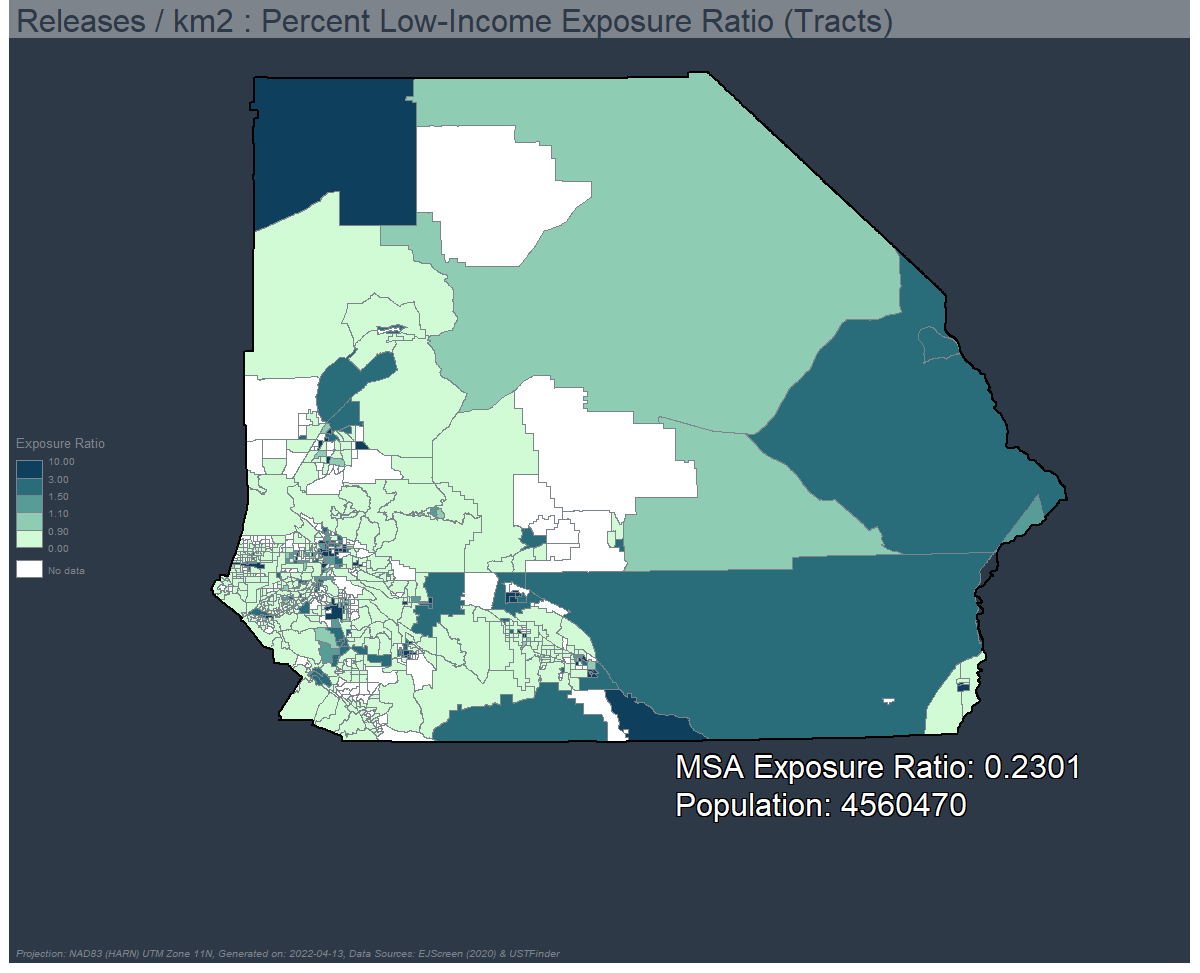 Releases / km2 : Percent Low-Income Exposure Ratio (Tracts)
Exposure Ratio
10.00
3.00
1.50
1.10
0.90
0.00
No data
MSA Exposure Ratio: 0.2301
Population: 4560470
Projection: NAD83 (HARN) UTM Zone 11N, Generated on: 2022-04-13, Data Sources: EJScreen (2020) & USTFinder